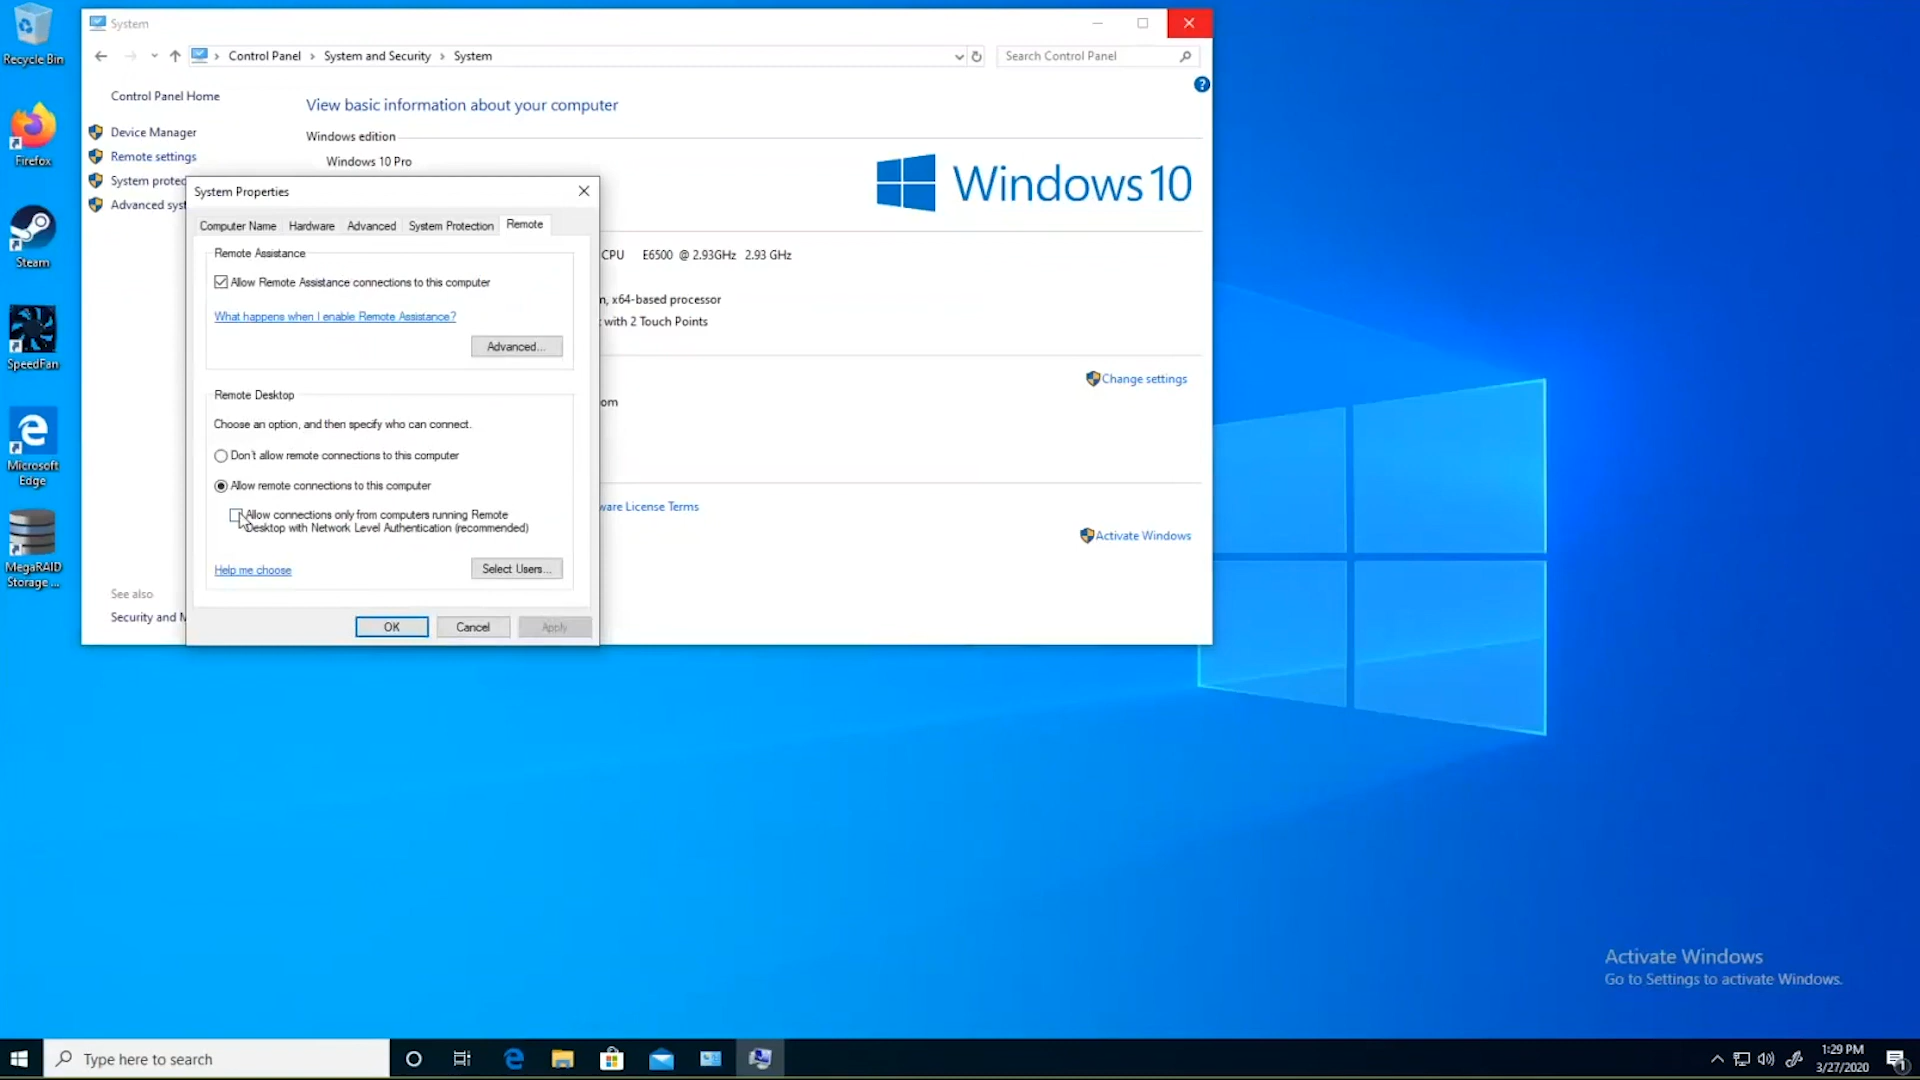 Recycle Bin
Firefox
Steam
SpeedFan
Microsoft
Edge
MegaRAID
Storage ...
System
Control Panel > System and Security > System
Search Control Panel
Control Panel Home
Device Manager
Remote settings
System protec
Advanced syst
See also
Security and M
View basic information about your computer
Windows edition
Windows 10 Pro
Windows 10
CPU E6500 @ 2.93GHz 2.93 GHz
, x64-based processor
with 2 Touch Points
Change settings
om
ware License Terms
Activate Windows
System Properties
Computer Name
Hardware
Advanced
System Protection
Remote
Remote Assistance
Allow Remote Assistance connections to this computer
What happens when I enable Remote Assistance?
Advanced...
Remote Desktop
Choose an option, and then specify who can connect.
Don't allow remote connections to this computer
Allow remote connections to this computer
Allow connections only from computers running Remote
Desktop with Network Level Authentication (recommended)
Help me choose
Select Users...
OK
Cancel
Apply
Activate Windows
Go to Settings to activate Windows.
Type here to search
1:29 PM
3/27/2020
1